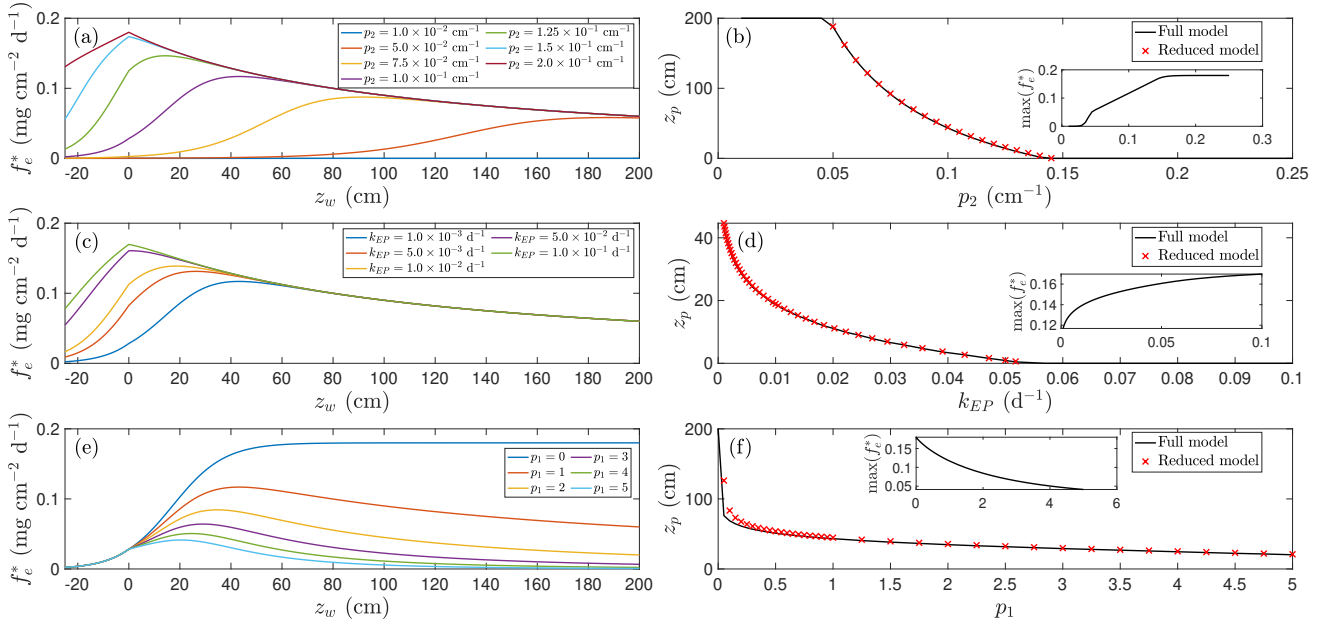 (a)
f*e (mg cm−2 d−1)
0.2
0.1
0
p2 = 1.0 × 10−2 cm−1
p2 = 5.0 × 10−2 cm−1
p2 = 7.5 × 10−2 cm−1
p2 = 1.0 × 10−1 cm−1
p2 = 1.25 × 10−1 cm−1
p2 = 1.5 × 10−1 cm−1
p2 = 2.0 × 10−1 cm−1
-20 0 20 40 60 80 100 120 140 160 180 200
zw (cm)
(b)
zp (cm)
200
100
0
Full model
Reduced model
max(f*e)
0.2
0.1
0
0 0.1 0.2 0.3
0 0.05 0.1 0.15 0.2 0.25
p2 (cm−1)
(c)
f*e (mg cm−2 d−1)
0.2
0.1
0
kEP = 1.0 × 10−3 d−1
kEP = 5.0 × 10−3 d−1
kEP = 1.0 × 10−2 d−1
kEP = 5.0 × 10−2 d−1
kEP = 1.0 × 10−1 d−1
-20 0 20 40 60 80 100 120 140 160 180 200
zw (cm)
(d)
zp (cm)
40
20
0
Full model
Reduced model
max(f*e)
0.16
0.14
0.12
0 0.05 0.1
0 0.01 0.02 0.03 0.04 0.05 0.06 0.07 0.08 0.09 0.1
kEP (d−1)
(e)
f*e (mg cm−2 d−1)
0.2
0.1
0
p1 = 0
p1 = 1
p1 = 2
p1 = 3
p1 = 4
p1 = 5
-20 0 20 40 60 80 100 120 140 160 180 200
zw (cm)
(f)
zp (cm)
200
100
0
max(f*e)
0.15
0.1
0.05
0 2 4 6
Full model
Reduced model
0 0.5 1 1.5 2 2.5 3 3.5 4 4.5 5
p1